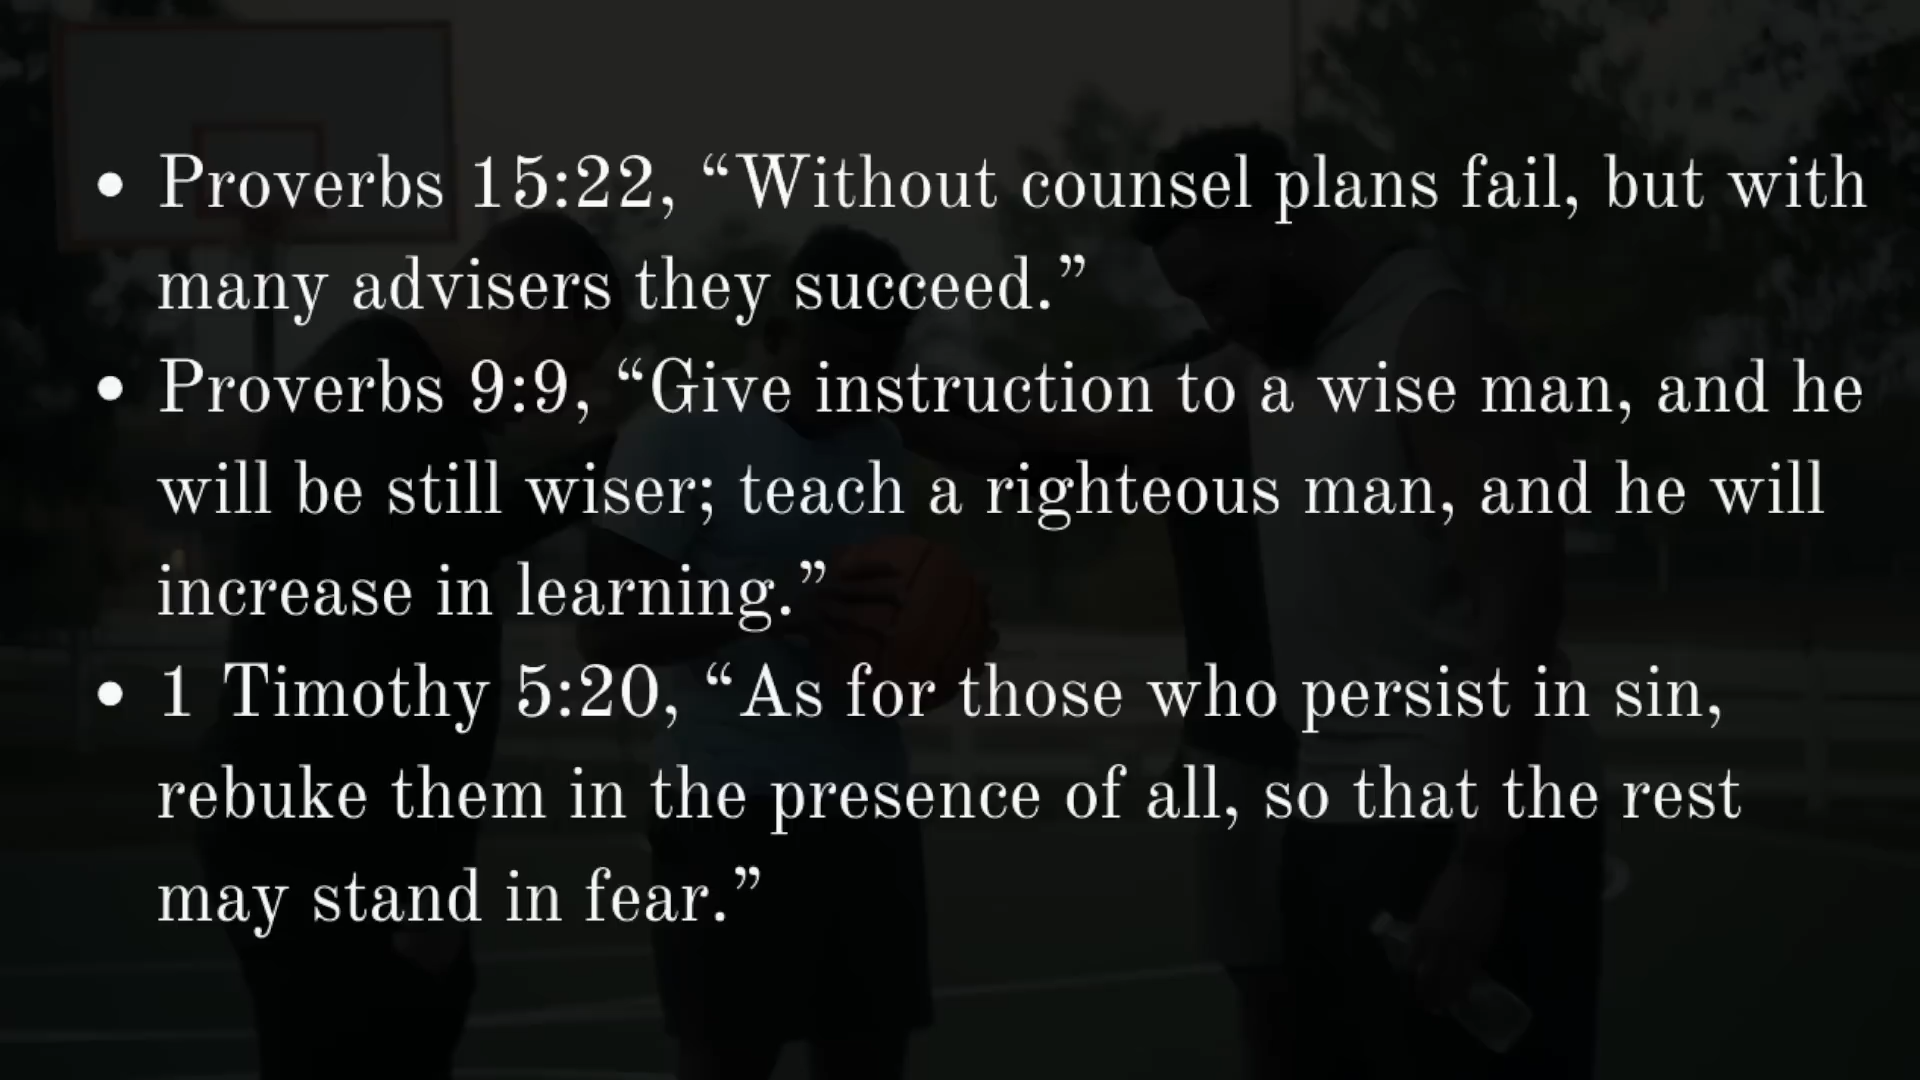 • Proverbs 15:22, “Without counsel plans fail, but with
many advisers they succeed.”
• Proverbs 9:9, “Give instruction to a wise man, and he
will be still wiser; teach a righteous man, and he will
increase in learning.”
• 1 Timothy 5:20, “As for those who persist in sin,
rebuke them in the presence of all, so that the rest
may stand in fear.”